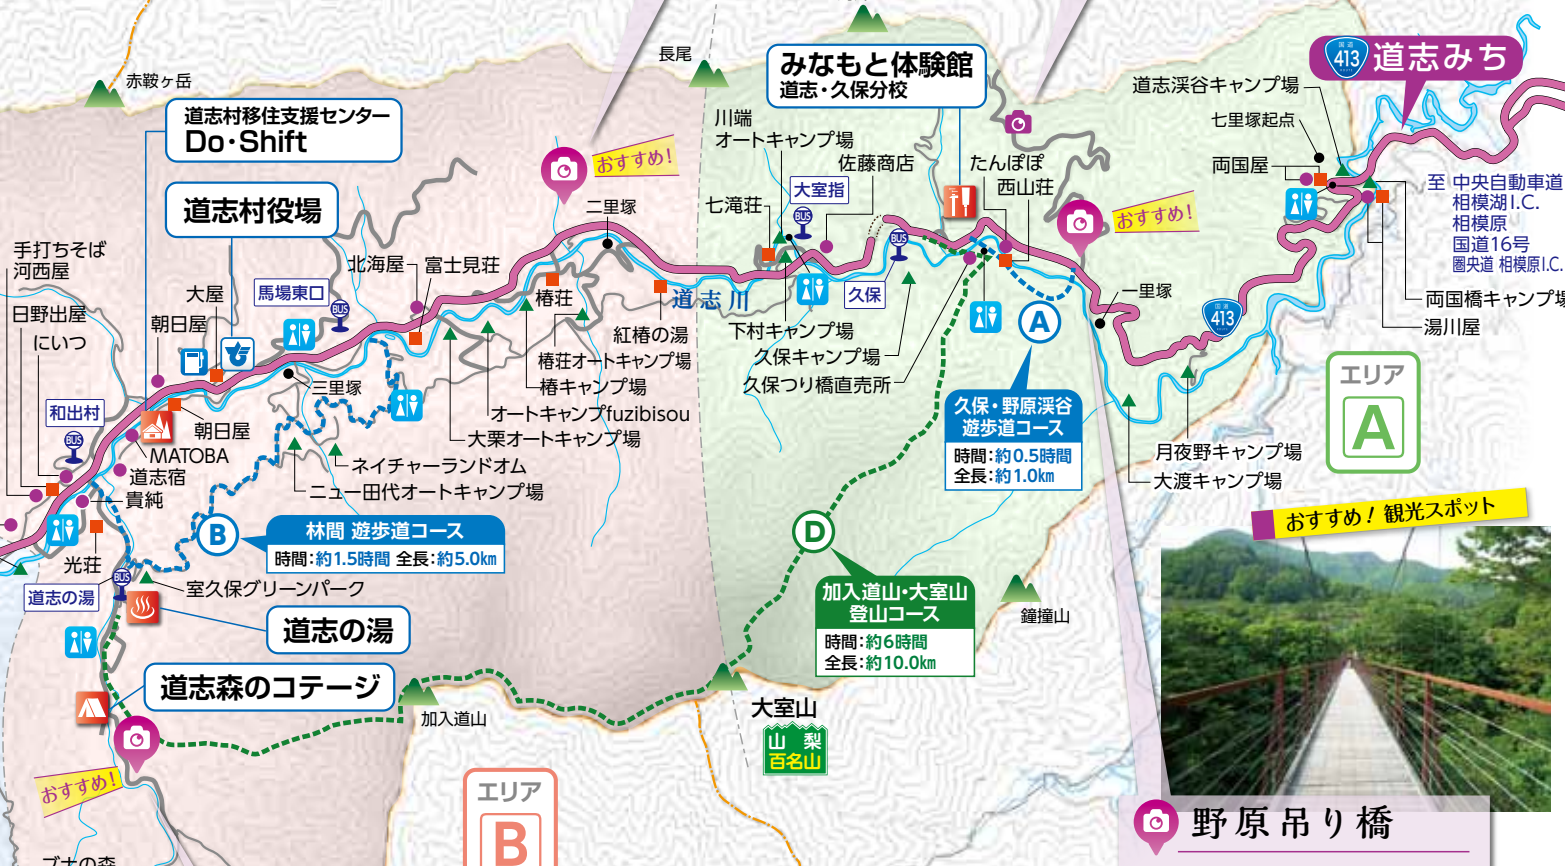 赤鞍ヶ岳
道志村移住支援センター
Do・Shift
道志村役場
長尾
みなもと体験館
道志・久保分校
国道
413
道志みち
道志渓谷キャンプ場
七里塚起点
両国屋
至 中央自動車道
相模湖I.C.
相模原
国道16号
圏央道 相模原I.C.
両国橋キャンプ場
湯川屋
おすすめ!
川端
オートキャンプ場
佐藤商店
たんぽぽ
西山荘
大室指
BUS
七滝荘
おすすめ!
手打ちそば
河西屋
日野出屋
にいつ
大屋
朝日屋
馬場東口
BUS
北海屋
富士見荘
二里塚
椿荘
道志川
紅椿の湯
BUS
久保
下村キャンプ場
久保キャンプ場
久保つり橋直売所
一里塚
国道
413
A
椿荘オートキャンプ場
椿キャンプ場
オートキャンプfuzibisou
大栗オートキャンプ場
三里塚
和出村
BUS
朝日屋
MATOBA
道志宿
貴純
ネイチャーランドオム
ニュー田代オートキャンプ場
久保・野原渓谷
遊歩道コース
時間:約0.5時間
全長:約1.0km
エリア
A
月夜野キャンプ場
大渡キャンプ場
おすすめ! 観光スポット
B
林間 遊歩道コース
時間:約1.5時間 全長:約5.0km
光荘
BUS
道志の湯
室久保グリーンパーク
道志の湯
D
加入道山・大室山
登山コース
時間:約6時間
全長:約10.0km
鐘撞山
道志森のコテージ
加入道山
大室山
山梨
百名山
おすすめ!
エリア
B
ブナの森
野原吊り橋